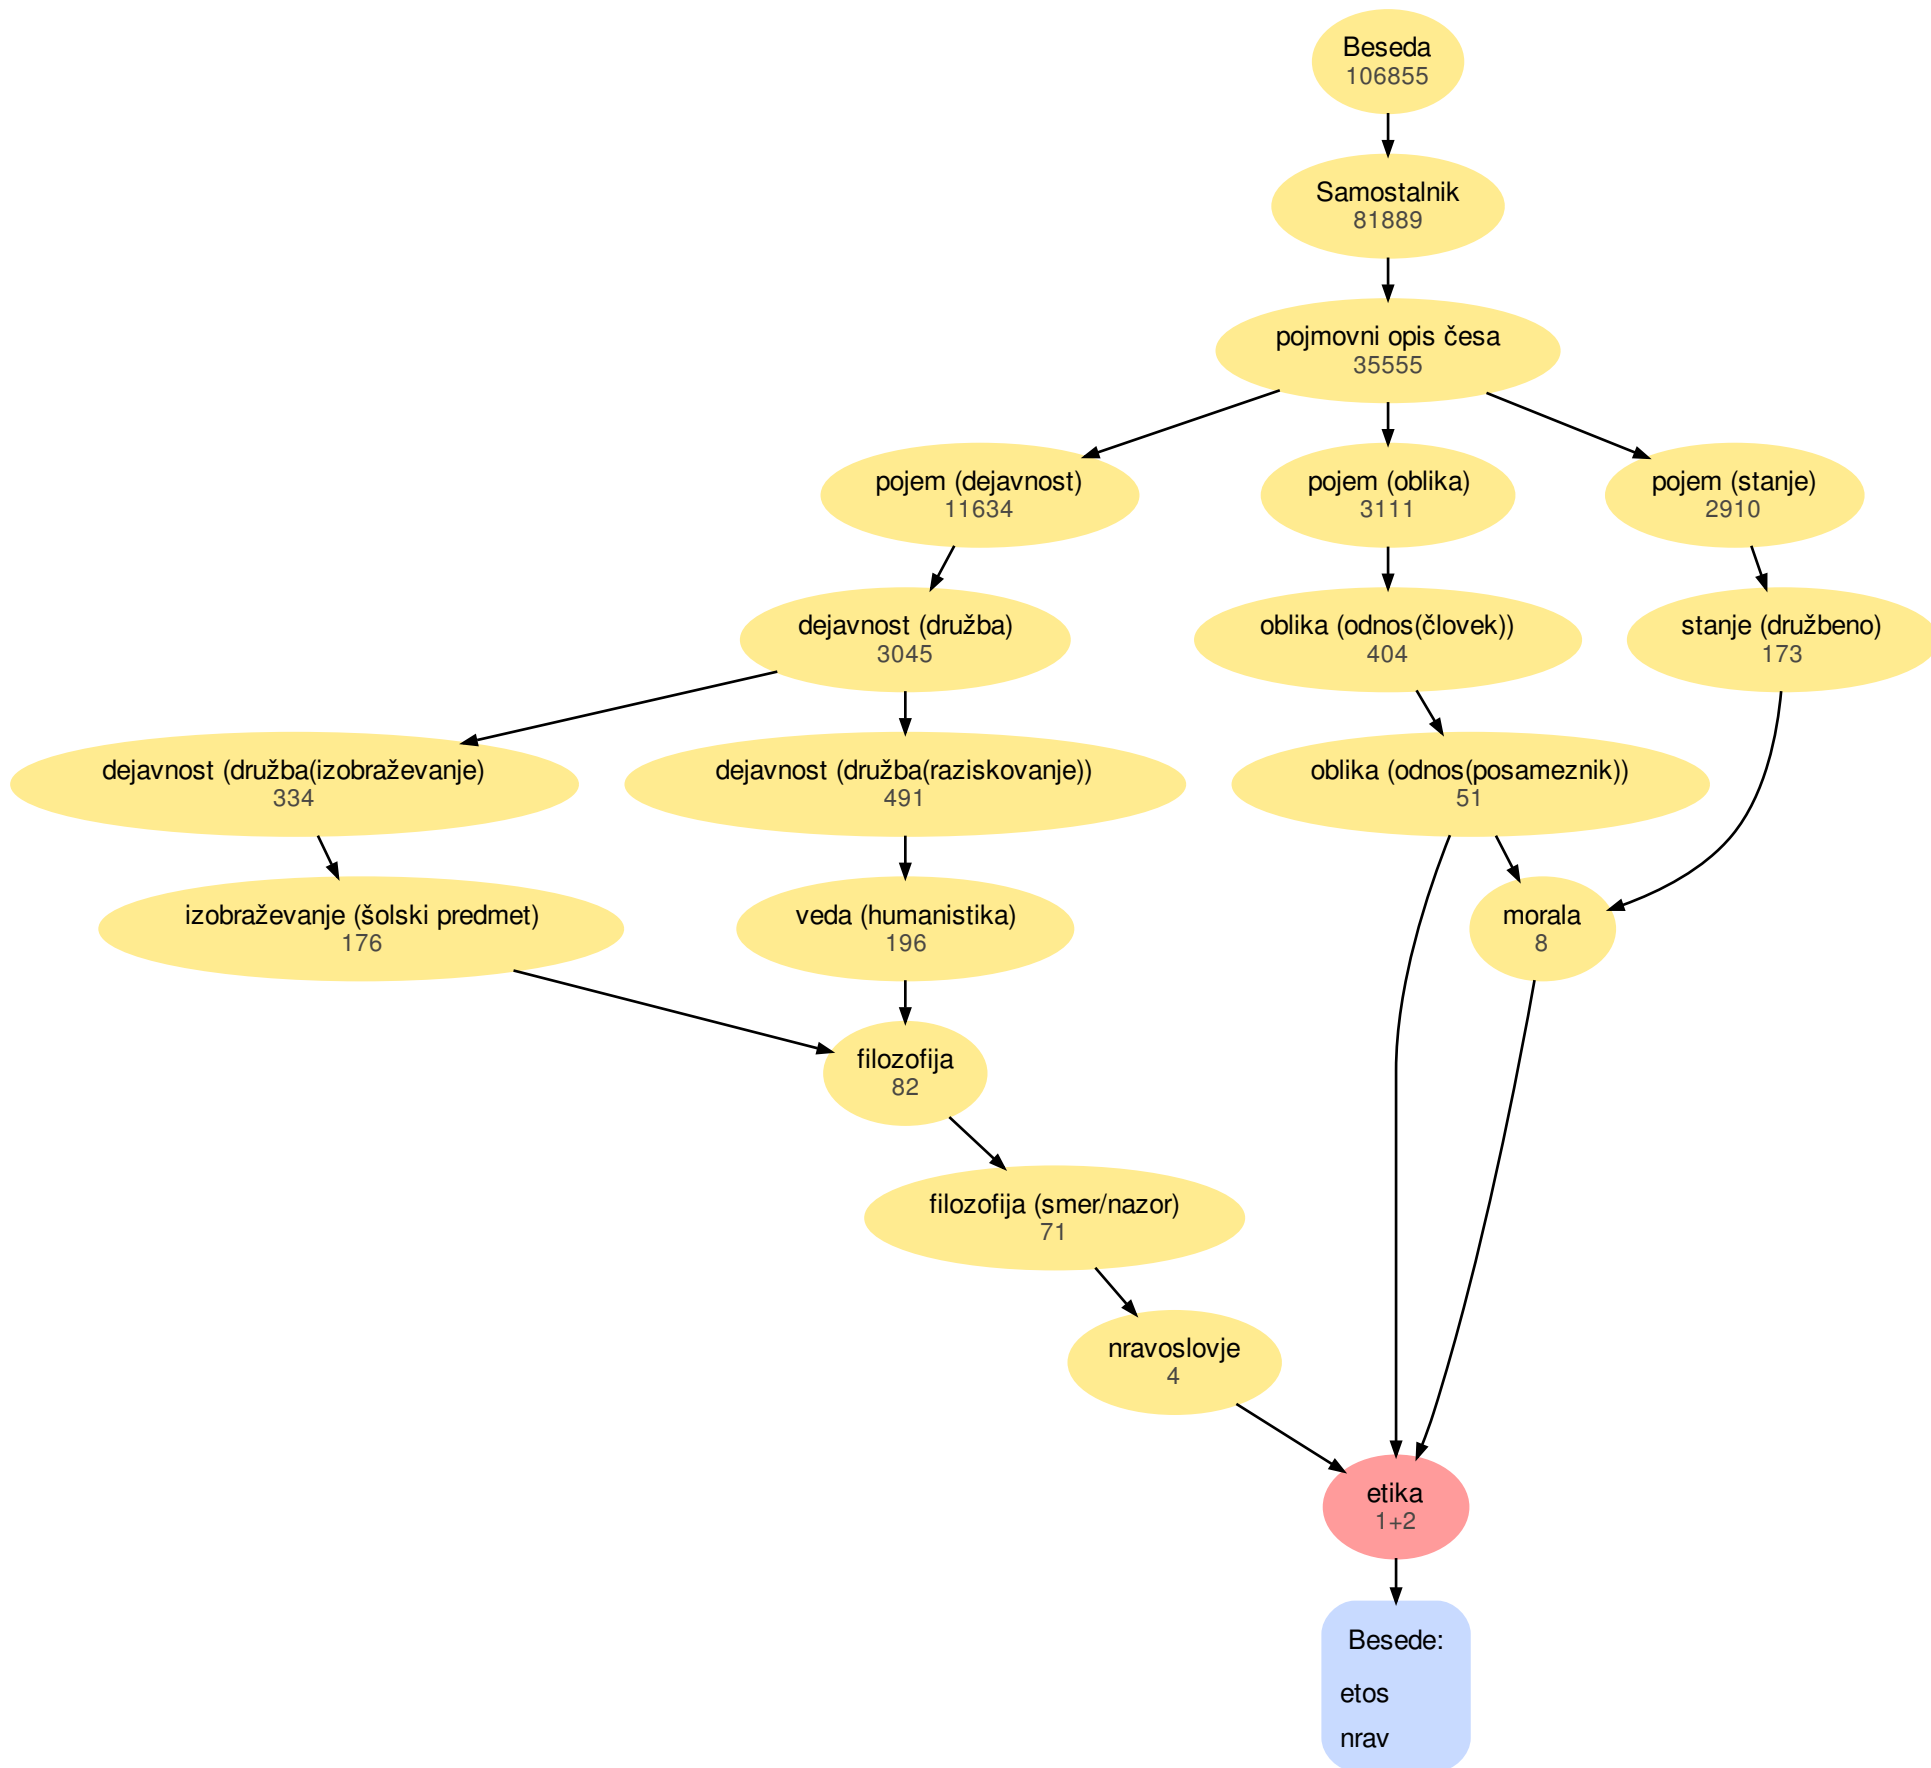 Beseda
106855
Samostalnik
81889
pojmovni opis česa
35555
pojem (dejavnost)
11634
pojem (oblika)
3111
pojem (stanje)
2910
dejavnost (družba)
3045
oblika (odnos(človek))
404
stanje (družbeno)
173
dejavnost (družba(izobraževanje)
334
dejavnost (družba(raziskovanje))
491
oblika (odnos(posameznik))
51
izobraževanje (šolski predmet)
176
veda (humanistika)
196
morala
8
filozofija
82
filozofija (smer/nazor)
71
nravoslovje
4
etika
1+2
Besede:
etos
nrav